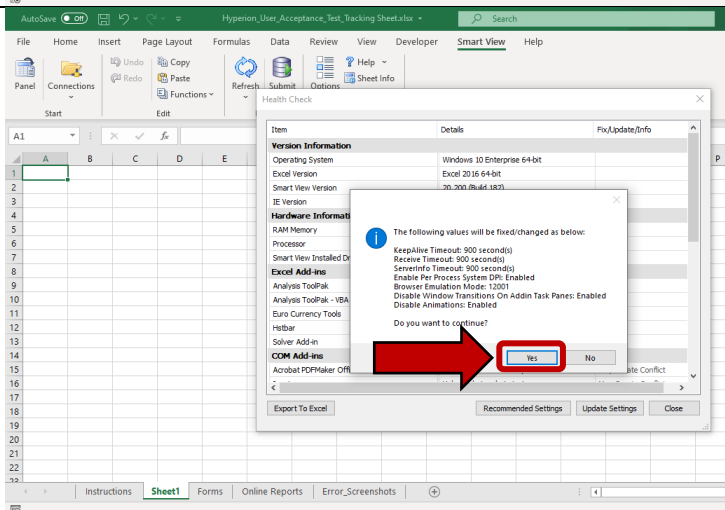 AutoSave Off Hyperion_User_Acceptance_Test_Tracking Sheet.xlsx Search
File Home Insert Page Layout Formulas Data Review View Developer Smart View Help
Panel Connections Undo Redo Copy Paste Functions Refresh Submit Options Help Sheet Info
Start Edit
Health Check
A1 fx
Item Details Fix/Update/Info
Version Information
Operating System Windows 10 Enterprise 64-bit
Excel Version Excel 2016 64-bit
Smart View Version 20.200 (Build 182)
IE Version
Hardware Informati
RAM Memory
Processor
Smart View Installed Dr
Excel Add-ins
Analysis ToolPak
Analysis ToolPak - VBA
Euro Currency Tools
Hstbar
Solver Add-in
COM Add-ins
Acrobat PDFMaker Offi ate Conflict
The following values will be fixed/changed as below:
KeepAlive Timeout: 900 second(s)
Receive Timeout: 900 second(s)
ServerInfo Timeout: 900 second(s)
Enable Per Process System DPI: Enabled
Browser Emulation Mode: 12001
Disable Window Transitions On Addin Task Panes: Enabled
Disable Animations: Enabled
Do you want to continue?
Yes No
Export To Excel Recommended Settings Update Settings Close
A B C D E P
1
2
3
4
5
6
7
8
9
10
11
12
13
14
15
16
17
18
19
20
21
22
23
Instructions Sheet1 Forms Online Reports Error_Screenshots